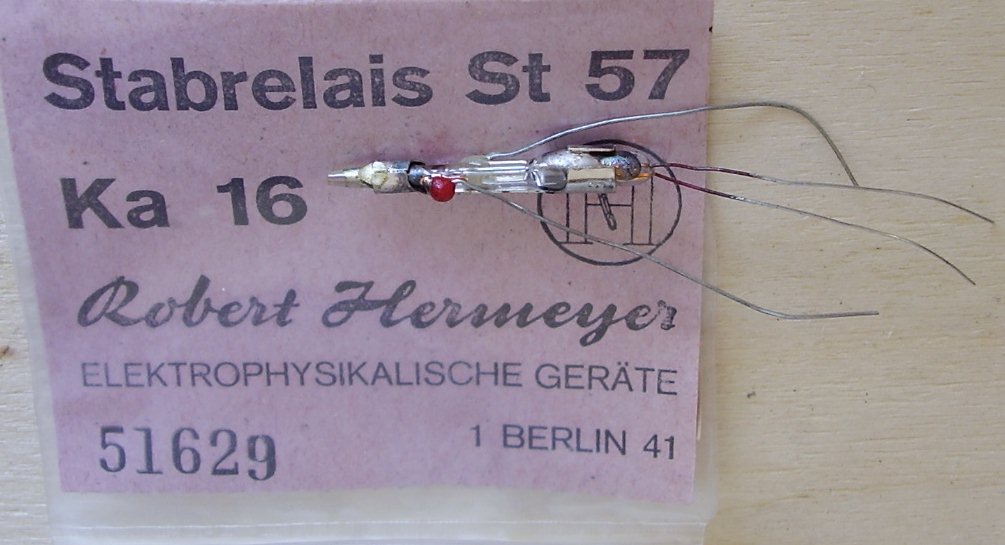 Stabrelais St 57
Ka 16
Robert Hermeyer
ELEKTROPHYSIKALISCHE GERÄTE
51629
1 BERLIN 41